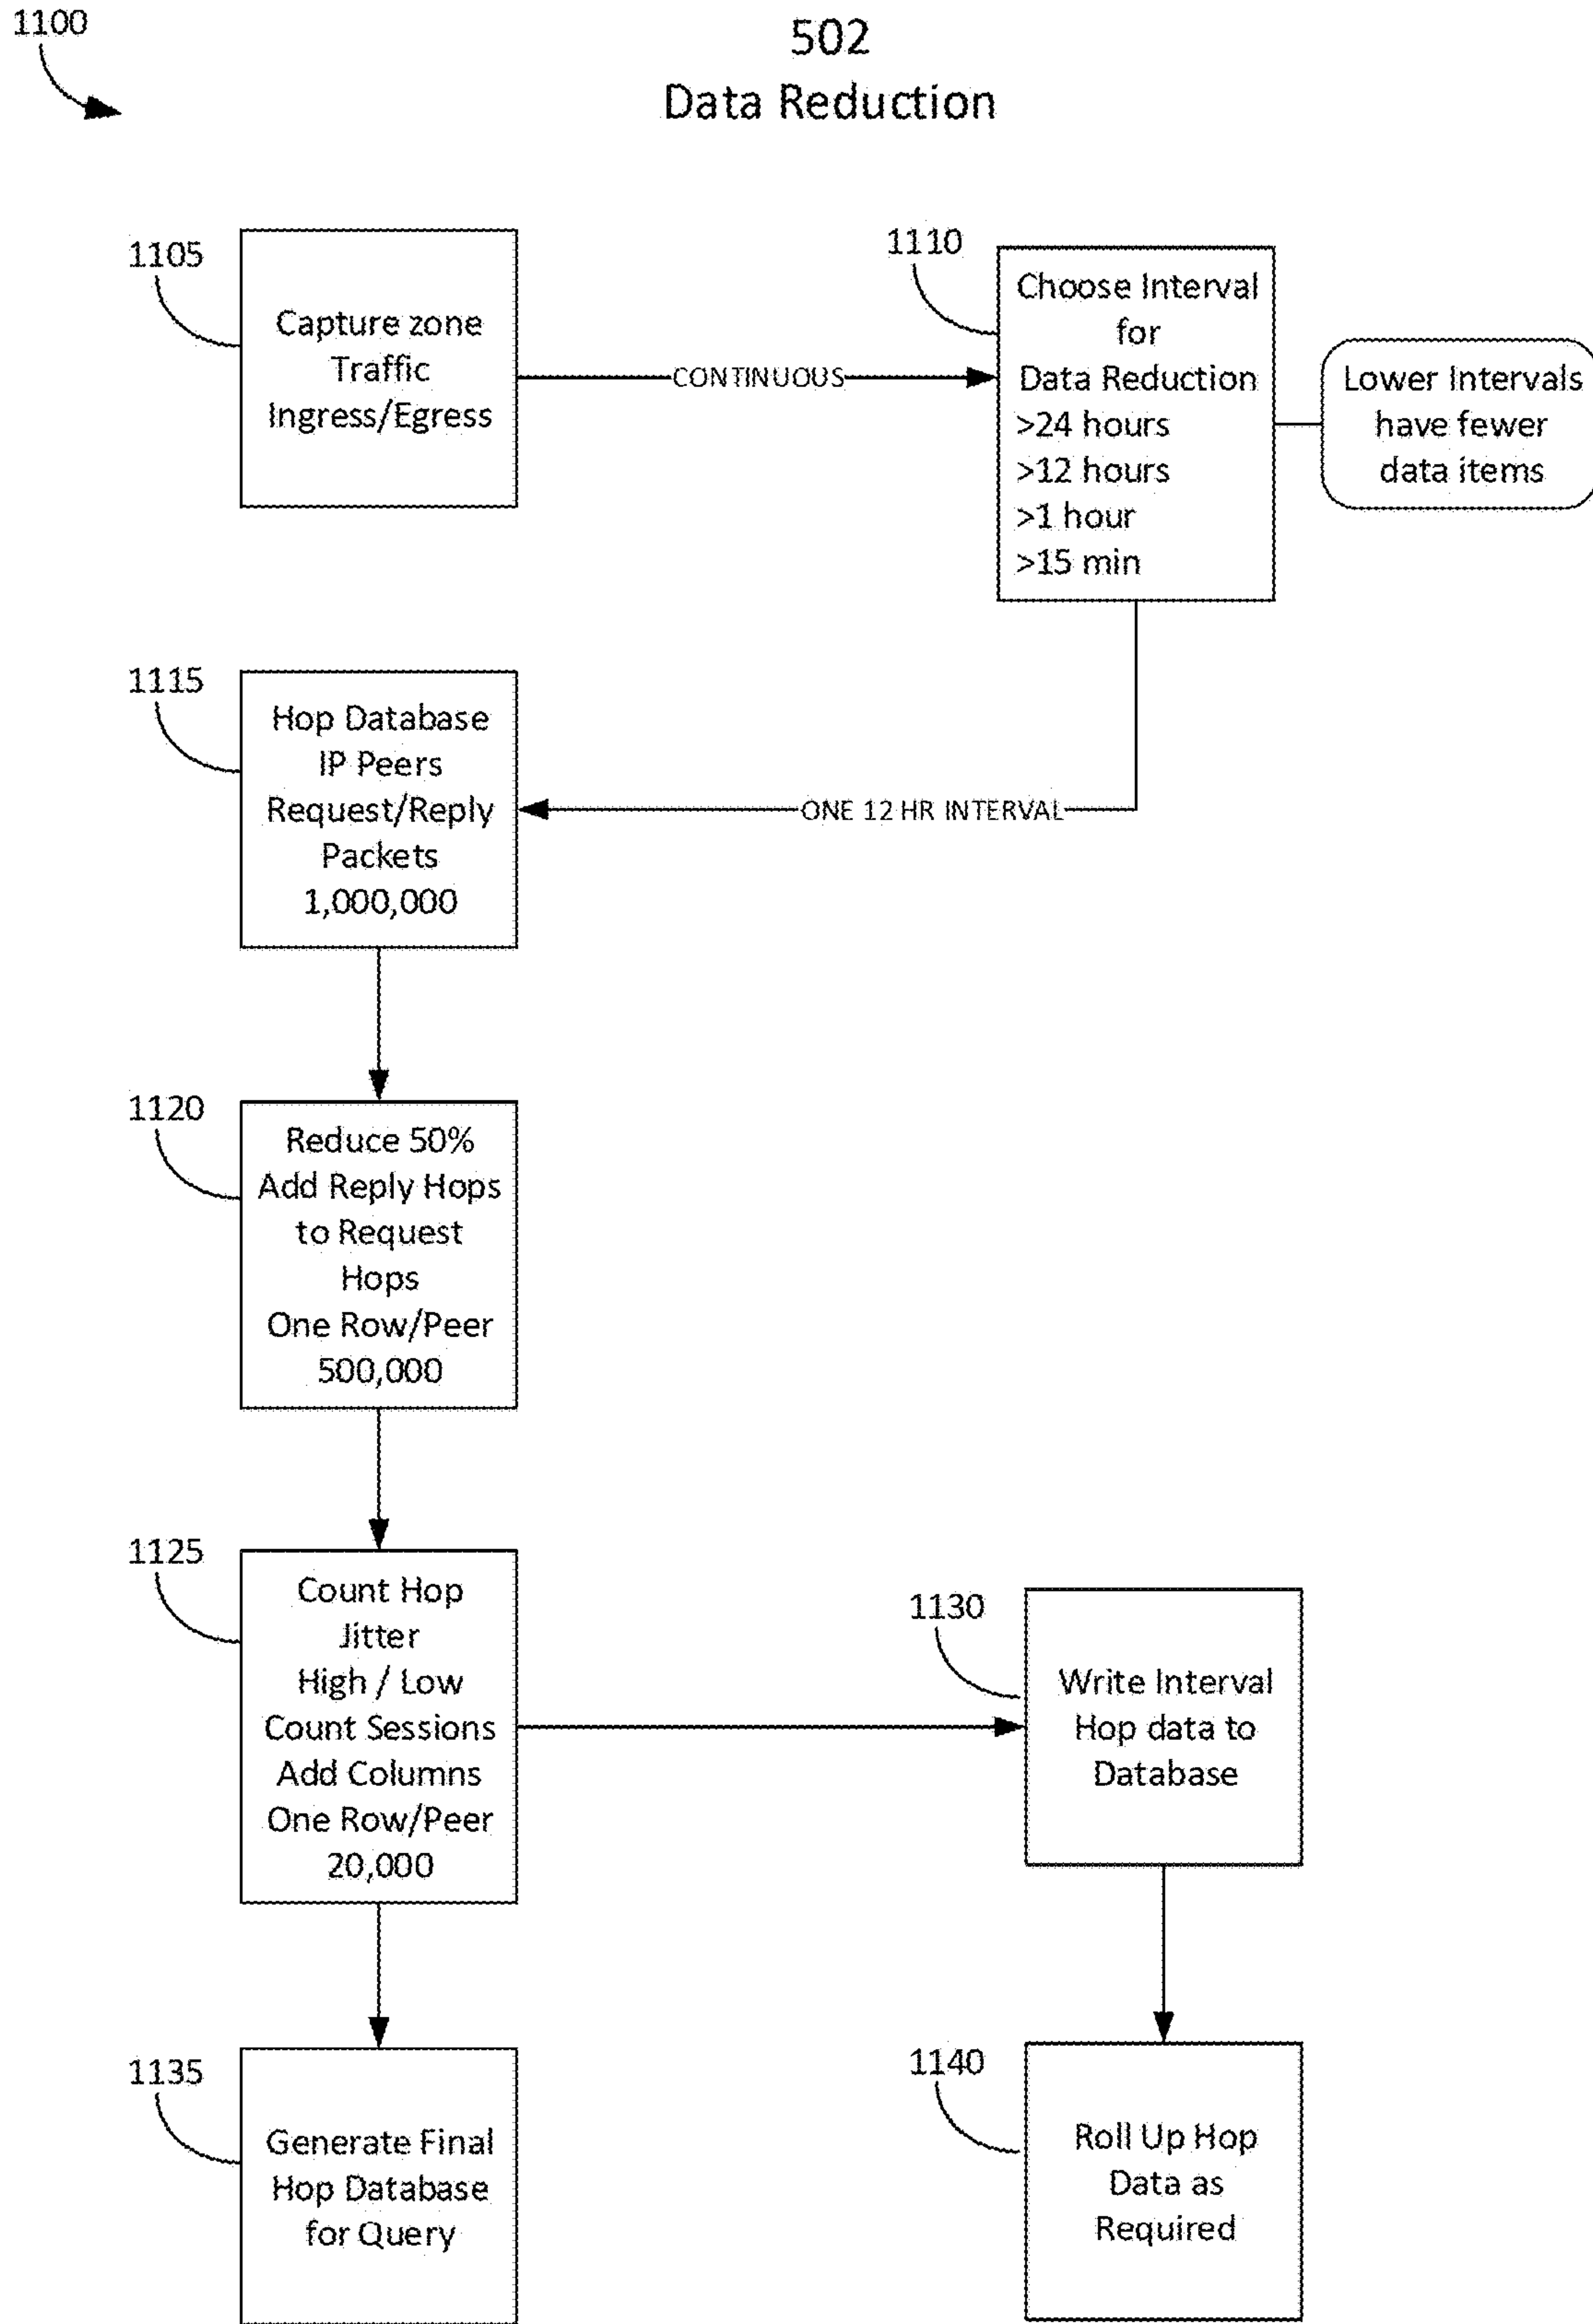 1100
502
Data Reduction
1105
Capture zone
Traffic
Ingress/Egress
CONTINUOUS
1110
Choose Interval
for
Data Reduction
>24 hours
>12 hours
>1 hour
>15 min
Lower Intervals
have fewer
data items
ONE 12 HR INTERVAL
1115
Hop Database
IP Peers
Request/Reply
Packets
1,000,000
1120
Reduce 50%
Add Reply Hops
to Request
Hops
One Row/Peer
500,000
1125
Count Hop
Jitter
High / Low
Count Sessions
Add Columns
One Row/Peer
20,000
1130
Write Interval
Hop data to
Database
1135
Generate Final
Hop Database
for Query
1140
Roll Up Hop
Data as
Required